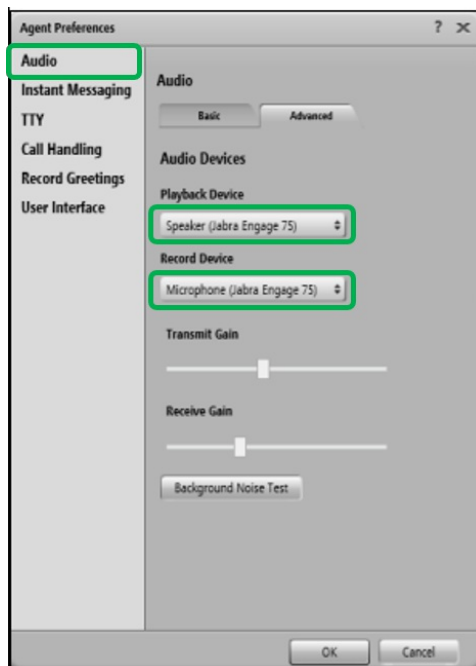 Agent Preferences ? ×
Audio
Instant Messaging
TTY
Call Handling
Record Greetings
User Interface
Audio
Basic Advanced
Audio Devices
Playback Device
Speaker (Jabra Engage 75)
Record Device
Microphone (Jabra Engage 75)
Transmit Gain
Receive Gain
Background Noise Test
OK Cancel